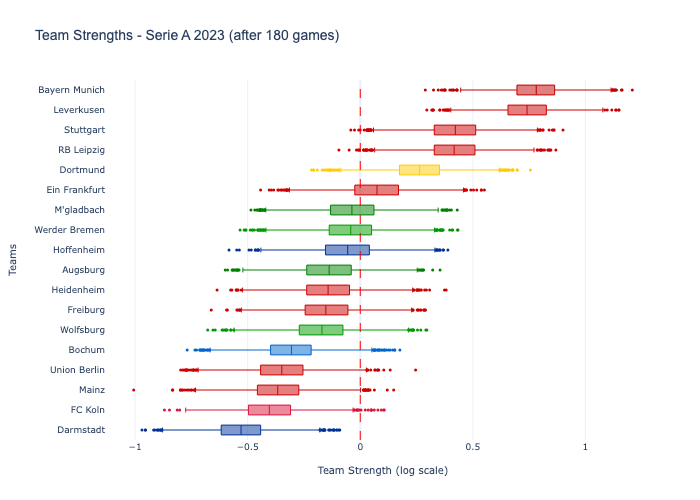 Team Strengths - Serie A 2023 (after 180 games)
Bayern Munich
Leverkusen
Stuttgart
RB Leipzig
Dortmund
Ein Frankfurt
M'gladbach
Werder Bremen
Hoffenheim
Augsburg
Heidenheim
Freiburg
Wolfsburg
Bochum
Union Berlin
Mainz
FC Koln
Darmstadt
Teams
−1
−0.5
0
0.5
1
Team Strength (log scale)